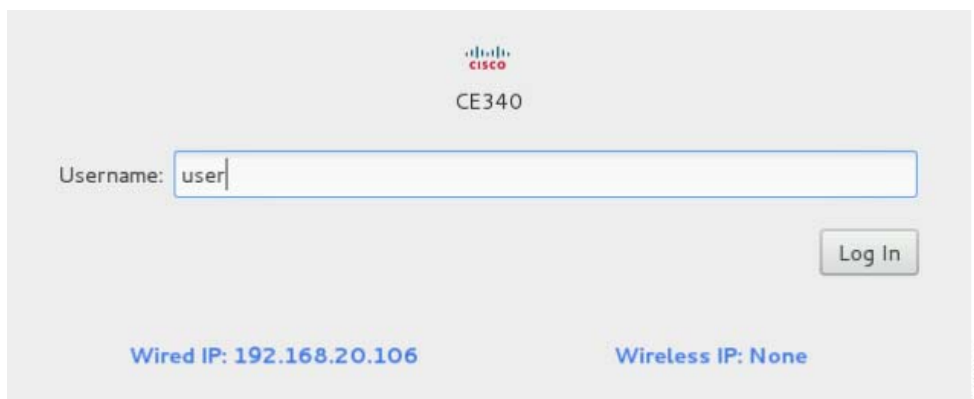 CISCO
CE340
Username: user
Log In
Wired IP: 192.168.20.106 Wireless IP: None